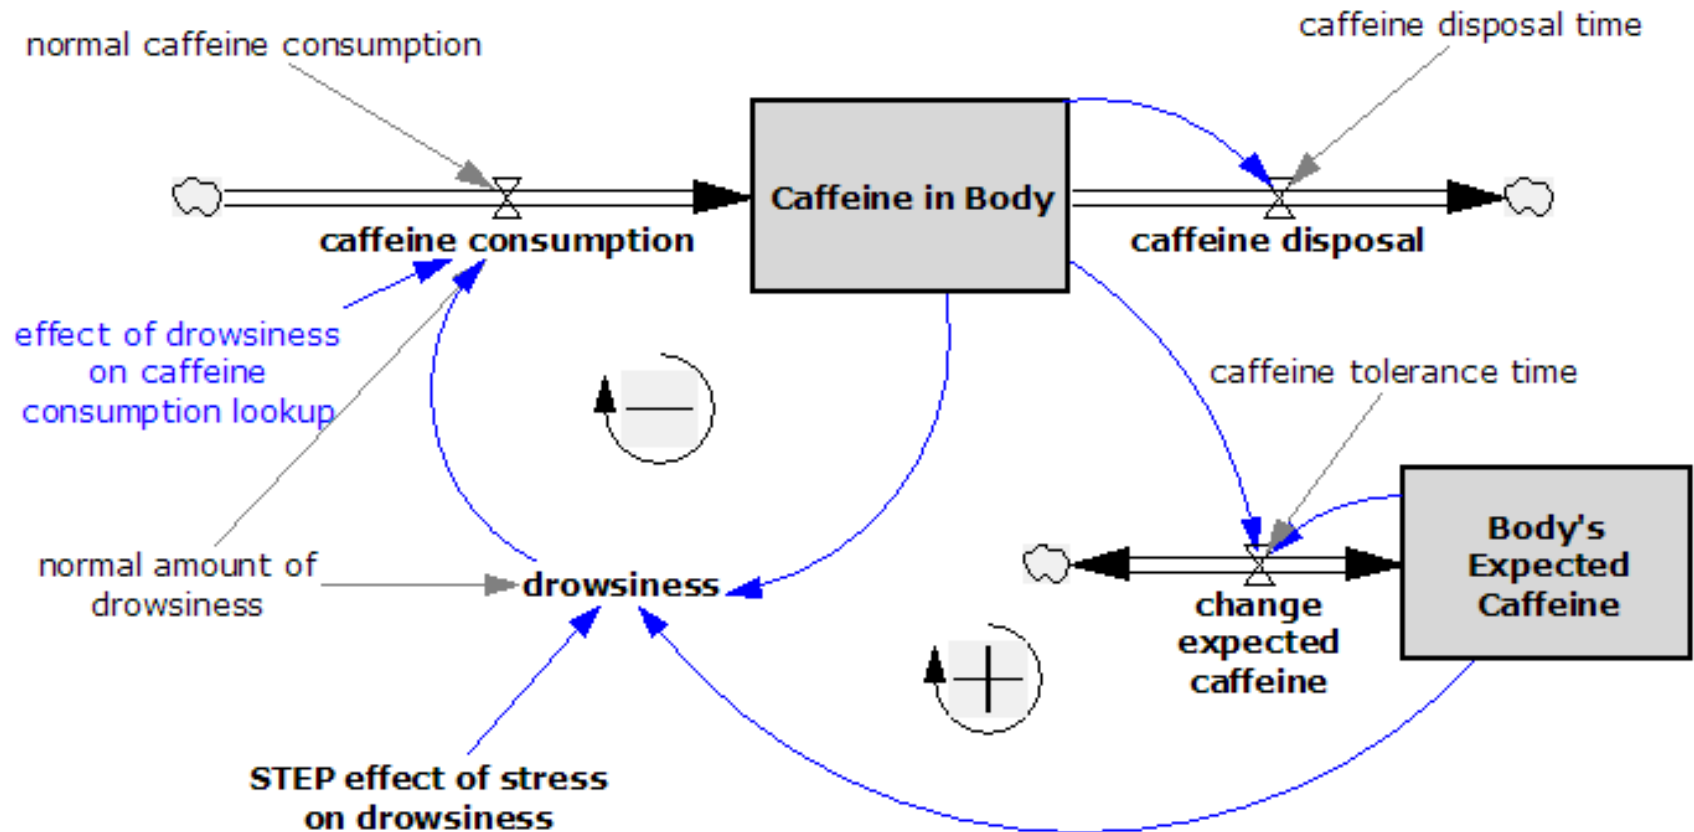 normal caffeine consumption
caffeine disposal time
Caffeine in Body
caffeine consumption
caffeine disposal
effect of drowsiness
on caffeine
consumption lookup
caffeine tolerance time
Body's
Expected
Caffeine
normal amount of
drowsiness
drowsiness
change
expected
caffeine
STEP effect of stress
on drowsiness